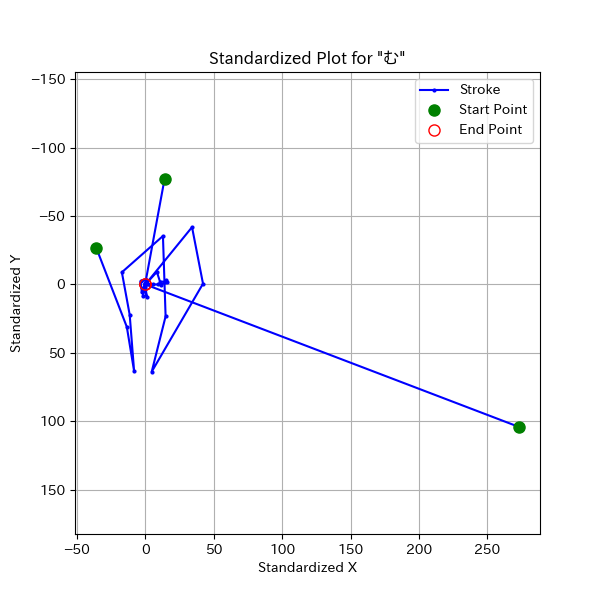 Standardized Plot for "む"
Stroke
Start Point
End Point
−150
−100
−50
0
50
100
150
Standardized Y
−50
0
50
100
150
200
250
Standardized X